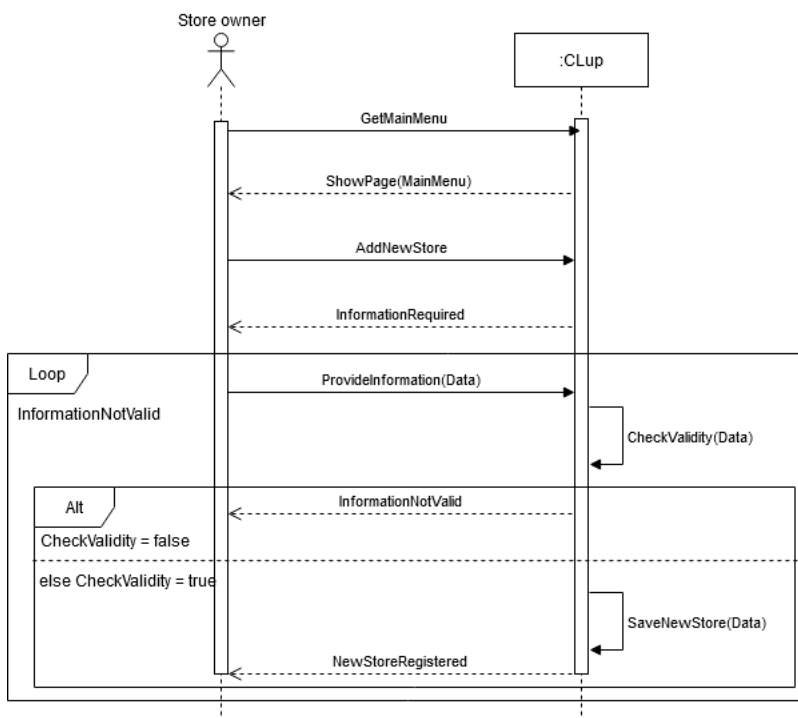 Store owner
:CLup
GetMainMenu
ShowPage(MainMenu)
AddNewStore
InformationRequired
Loop
ProvideInformation(Data)
InformationNotValid
CheckValidity(Data)
Alt
InformationNotValid
CheckValidity = false
else CheckValidity = true
SaveNewStore(Data)
NewStoreRegistered